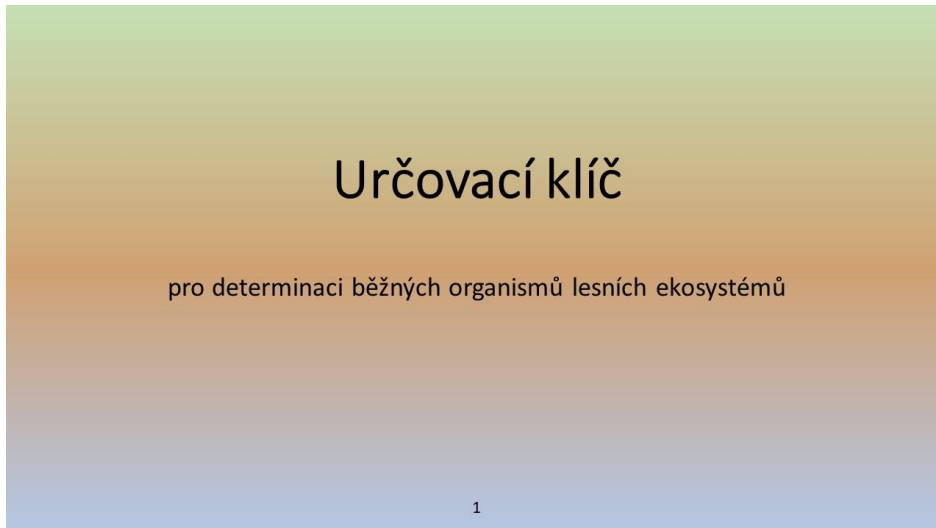 Určovací klíč
pro determinaci běžných organismů lesních ekosystémů
1